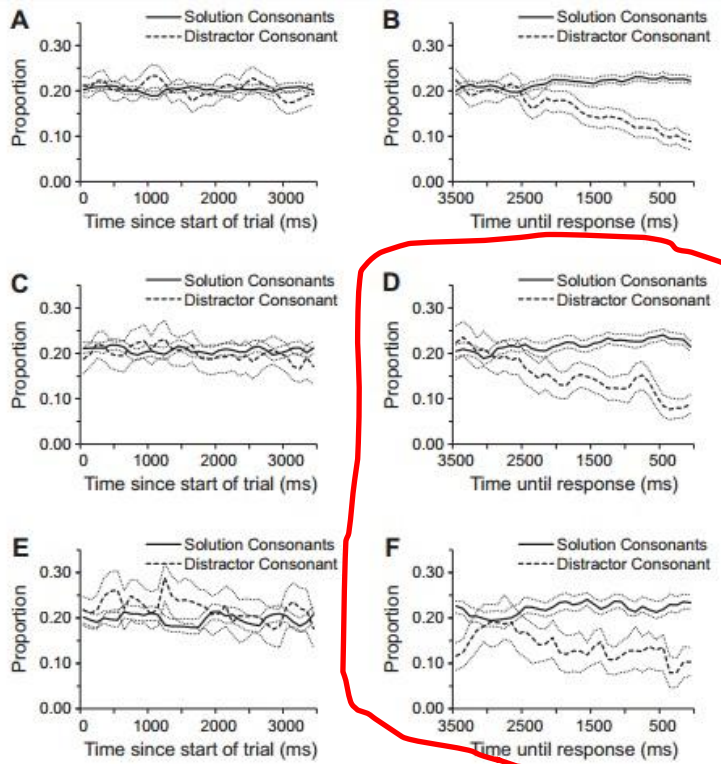 A
Solution Consonants
Distractor Consonant
0.30
0.20
0.10
0.00
Proportion
0 1000 2000 3000
Time since start of trial (ms)
B
Solution Consonants
Distractor Consonant
0.30
0.20
0.10
0.00
Proportion
3500 2500 1500 500
Time until response (ms)
C
Solution Consonants
Distractor Consonant
0.30
0.20
0.10
0.00
Proportion
0 1000 2000 3000
Time since start of trial (ms)
D
Solution Consonants
Distractor Consonant
0.30
0.20
0.10
0.00
Proportion
3500 2500 1500 500
Time until response (ms)
E
Solution Consonants
Distractor Consonant
0.30
0.20
0.10
0.00
Proportion
0 1000 2000 3000
Time since start of trial (ms)
F
Solution Consonants
Distractor Consonant
0.30
0.20
0.10
0.00
Proportion
3500 2500 1500 500
Time until response (ms)